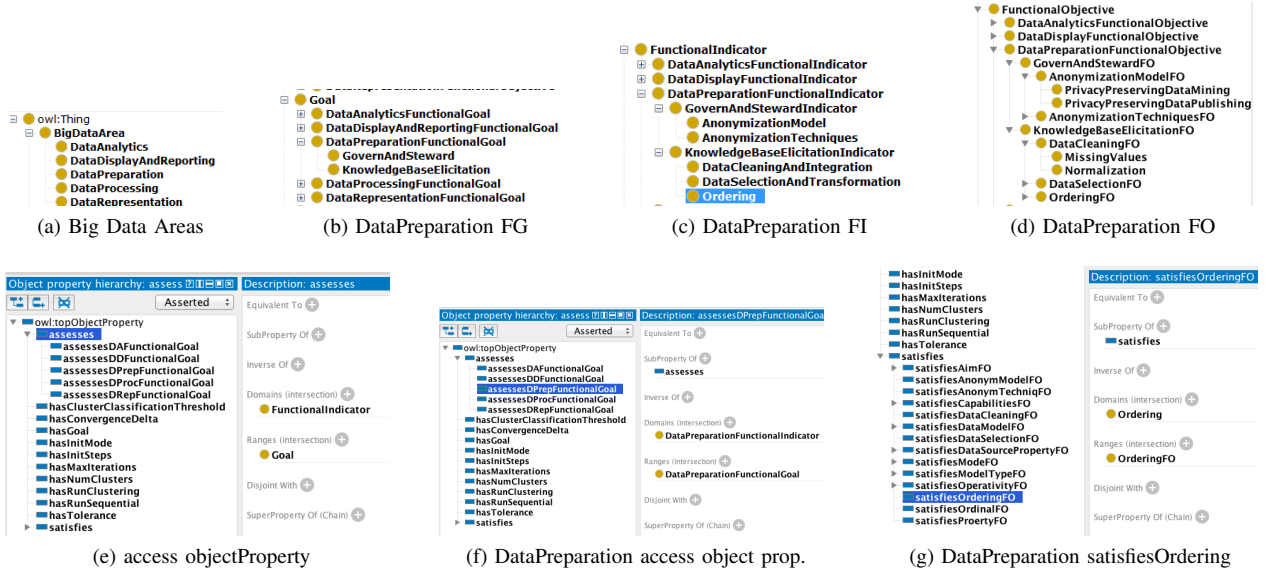 owl:Thing
BigDataArea
DataAnalytics
DataDisplayAndReporting
DataPreparation
DataProcessing
DataRepresentation
(a) Big Data Areas
Goal
DataAnalyticsFunctionalGoal
DataDisplayAndReportingFunctionalGoal
DataPreparationFunctionalGoal
GovernAndSteward
KnowledgeBaseElicitation
DataProcessingFunctionalGoal
DataRepresentationFunctionalGoal
(b) DataPreparation FG
FunctionalIndicator
DataAnalyticsFunctionalIndicator
DataDisplayFunctionalIndicator
DataPreparationFunctionalIndicator
GovernAndStewardIndicator
AnonymizationModel
AnonymizationTechniques
KnowledgeBaseElicitationIndicator
DataCleaningAndIntegration
DataSelectionAndTransformation
Ordering
(c) DataPreparation FI
FunctionalObjective
DataAnalyticsFunctionalObjective
DataDisplayFunctionalObjective
DataPreparationFunctionalObjective
GovernAndStewardFO
AnonymizationModelFO
PrivacyPreservingDataMining
PrivacyPreservingDataPublishing
AnonymizationTechniquesFO
KnowledgeBaseElicitationFO
DataCleaningFO
MissingValues
Normalization
DataSelectionFO
OrderingFO
(d) DataPreparation FO
Object property hierarchy: assess
Asserted
owl:topObjectProperty
assesses
assessesDAFunctionalGoal
assessesDDFunctionalGoal
assessesDPrepFunctionalGoal
assessesDProcFunctionalGoal
assessesDRepFunctionalGoal
hasClusterClassificationThreshold
hasConvergenceDelta
hasGoal
hasInitMode
hasInitSteps
hasMaxIterations
hasNumClusters
hasRunClustering
hasRunSequential
hasTolerance
satisfies
Description: assesses
Equivalent To
SubProperty Of
Inverse Of
Domains (intersection)
FunctionalIndicator
Ranges (intersection)
Goal
Disjoint With
SuperProperty Of (Chain)
(e) access objectProperty
Object property hierarchy: assess
Asserted
owl:topObjectProperty
assesses
assessesDAFunctionalGoal
assessesDDFunctionalGoal
assessesDPrepFunctionalGoal
assessesDProcFunctionalGoal
assessesDRepFunctionalGoal
hasClusterClassificationThreshold
hasConvergenceDelta
hasGoal
hasInitMode
hasInitSteps
hasMaxIterations
hasNumClusters
hasRunClustering
hasRunSequential
hasTolerance
satisfies
Description: assessesDPrepFunctionalGoa
Equivalent To
SubProperty Of
assesses
Inverse Of
Domains (intersection)
DataPreparationFunctionalIndicator
Ranges (intersection)
DataPreparationFunctionalGoal
Disjoint With
SuperProperty Of (Chain)
(f) DataPreparation access object prop.
hasInitMode
hasInitSteps
hasMaxIterations
hasNumClusters
hasRunClustering
hasRunSequential
hasTolerance
satisfies
satisfiesAimFO
satisfiesAnonymModelFO
satisfiesAnonymTechniqFO
satisfiesCapabilitiesFO
satisfiesDataCleaningFO
satisfiesDataModelFO
satisfiesDataSelectionFO
satisfiesDataSourcePropertyFO
satisfiesModeFO
satisfiesModelTypeFO
satisfiesOperativityFO
satisfiesOrderingFO
satisfiesOrdinalFO
satisfiesProertyFO
Description: satisfiesOrderingFO
Equivalent To
SubProperty Of
satisfies
Inverse Of
Domains (intersection)
Ordering
Ranges (intersection)
OrderingFO
Disjoint With
SuperProperty Of (Chain)
(g) DataPreparation satisfiesOrdering